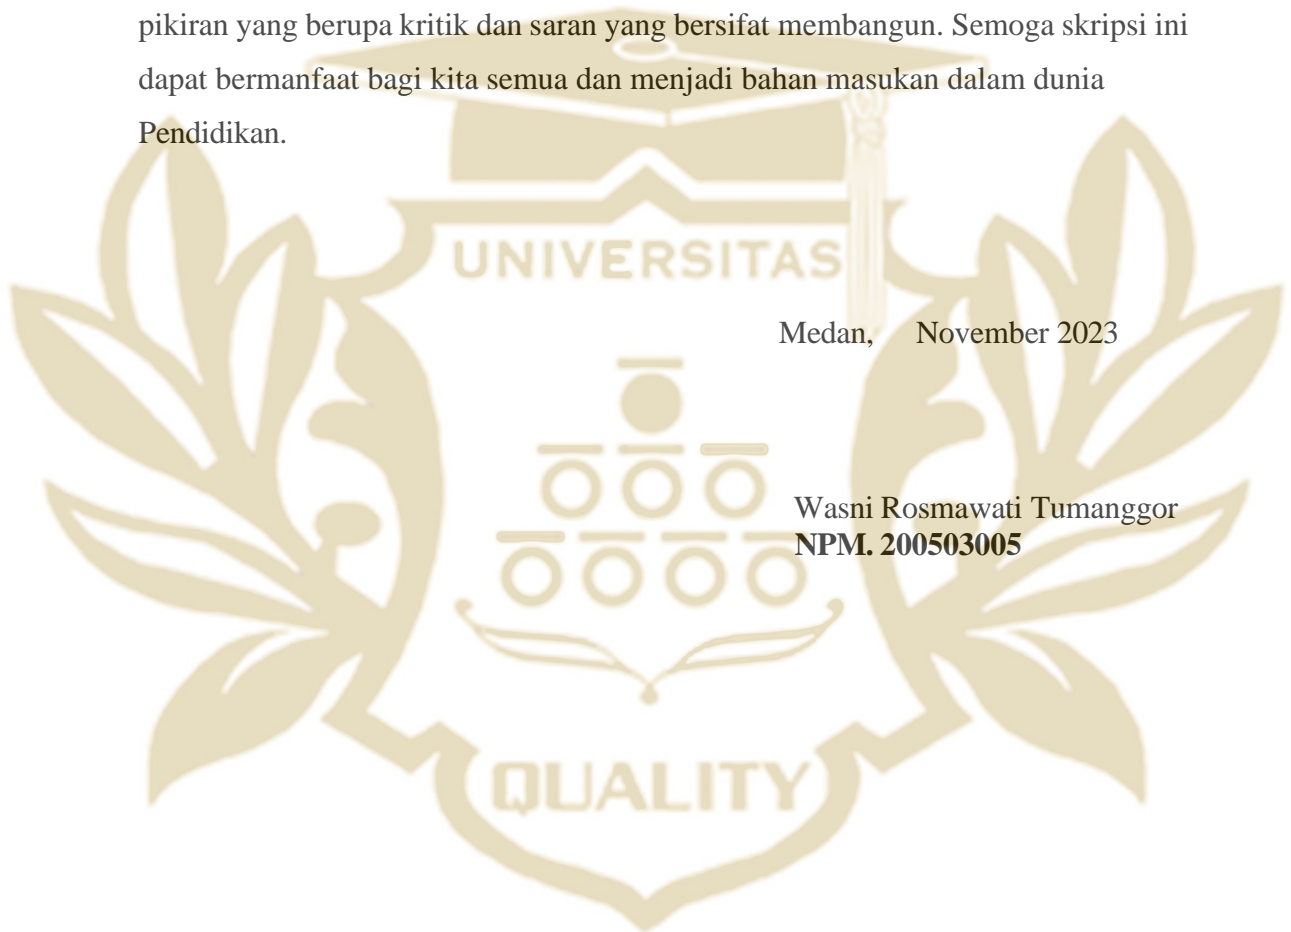 pikiran yang berupa kritik dan saran yang bersifat membangun. Semoga skripsi ini
dapat bermanfaat bagi kita semua dan menjadi bahan masukan dalam dunia
Pendidikan.
UNIVERSITAS
Medan, November 2023
Wasni Rosmawati Tumanggor
NPM. 200503005
QUALITY